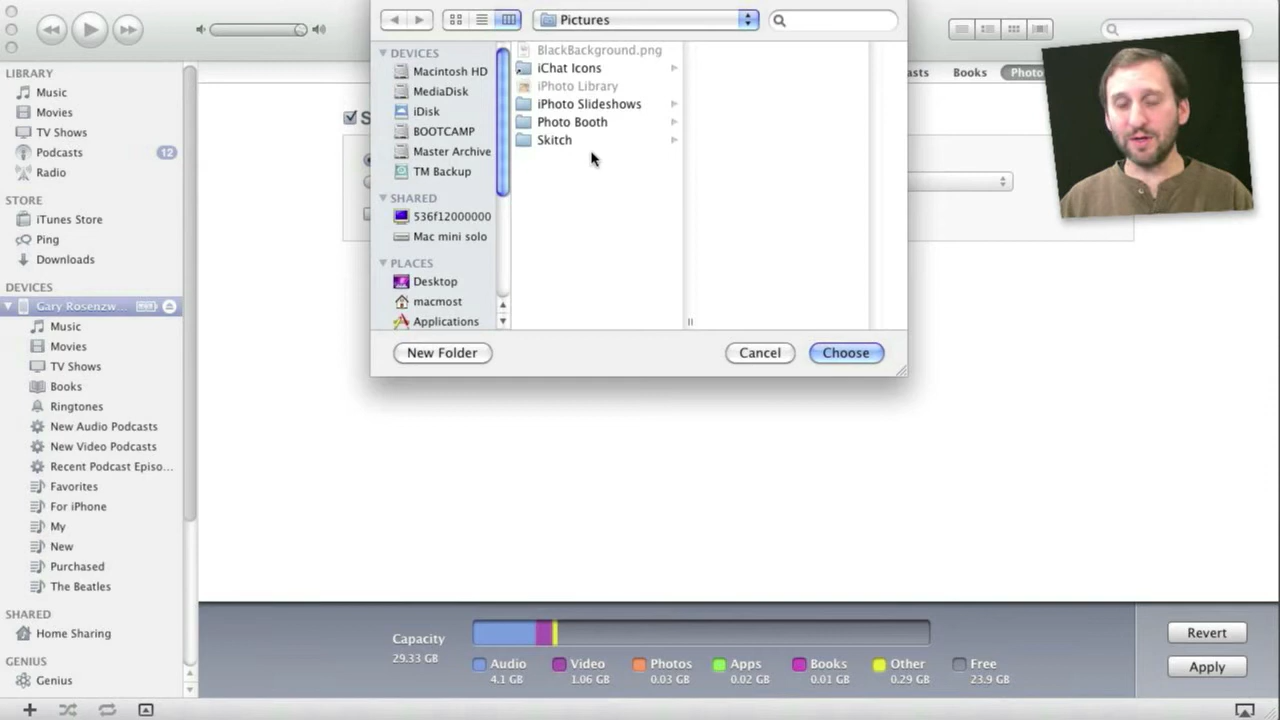 Pictures
LIBRARY
Music
Movies
TV Shows
Podcasts 12
Radio
STORE
iTunes Store
Ping
Downloads
DEVICES
Gary Rosenzw...
Music
Movies
TV Shows
Books
Ringtones
New Audio Podcasts
New Video Podcasts
Recent Podcast Episo...
Favorites
For iPhone
My
New
Purchased
The Beatles
SHARED
Home Sharing
GENIUS
Genius
DEVICES
Macintosh HD
MediaDisk
iDisk
BOOTCAMP
Master Archive
TM Backup
SHARED
536f12000000
Mac mini solo
PLACES
Desktop
macmost
Applications
BlackBackground.png
iChat Icons
iPhoto Library
iPhoto Slideshows
Photo Booth
Skitch
New Folder
Cancel
Choose
asts
Books
Photo
S
Capacity
29.33 GB
Audio
4.1 GB
Video
1.06 GB
Photos
0.03 GB
Apps
0.02 GB
Books
0.01 GB
Other
0.29 GB
Free
23.9 GB
Revert
Apply